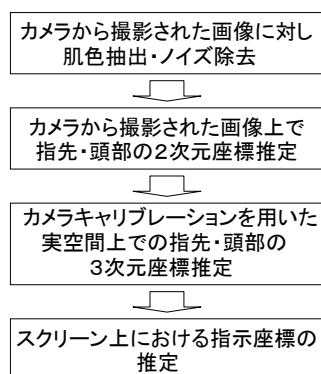 カメラから撮影された画像に対し
肌色抽出・ノイズ除去
カメラから撮影された画像上で
指先・頭部の2次元座標推定
カメラキャリブレーションを用いた
実空間上での指先・頭部の
3次元座標推定
スクリーン上における指示座標の
推定